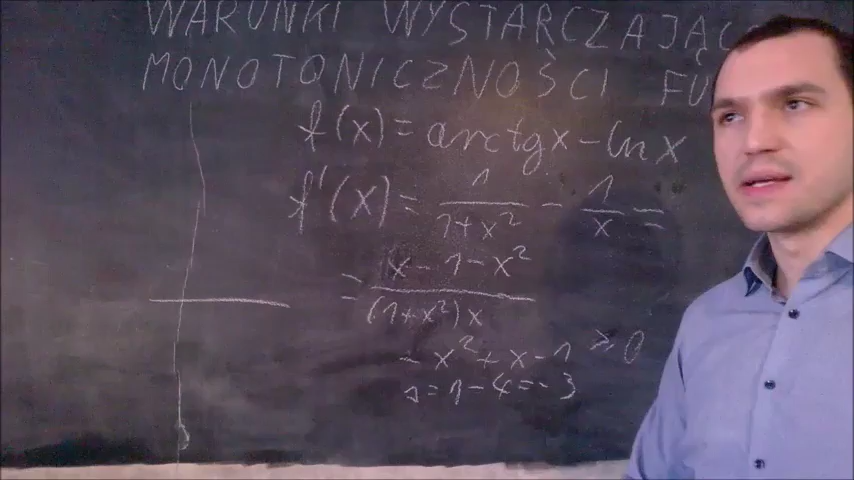 WARUNKI WYSTARCZAJĄC
MONOTONICZNOŚCI FU
f(x) = arctgx - ln x
f'(x) = 1/(1+x²) - 1/x =
= (x - 1 - x²)/((1+x²)x)
-x² + x - 1 ≥ 0
= 1 - 4 = -3